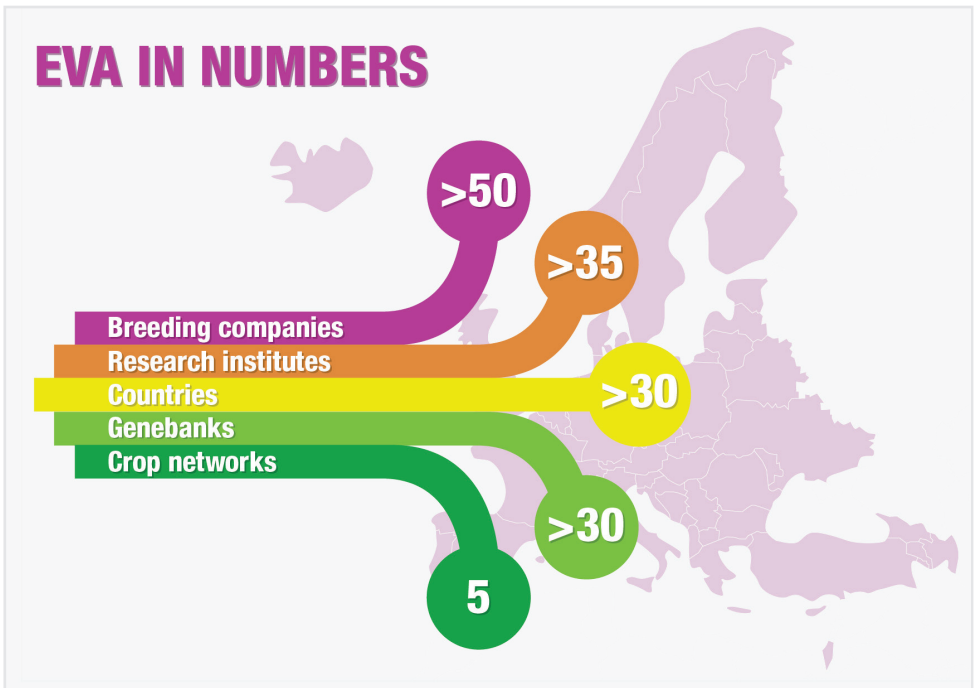 EVA IN NUMBERS
>50
>35
Breeding companies
Research institutes
Countries
>30
Genebanks
Crop networks
>30
5